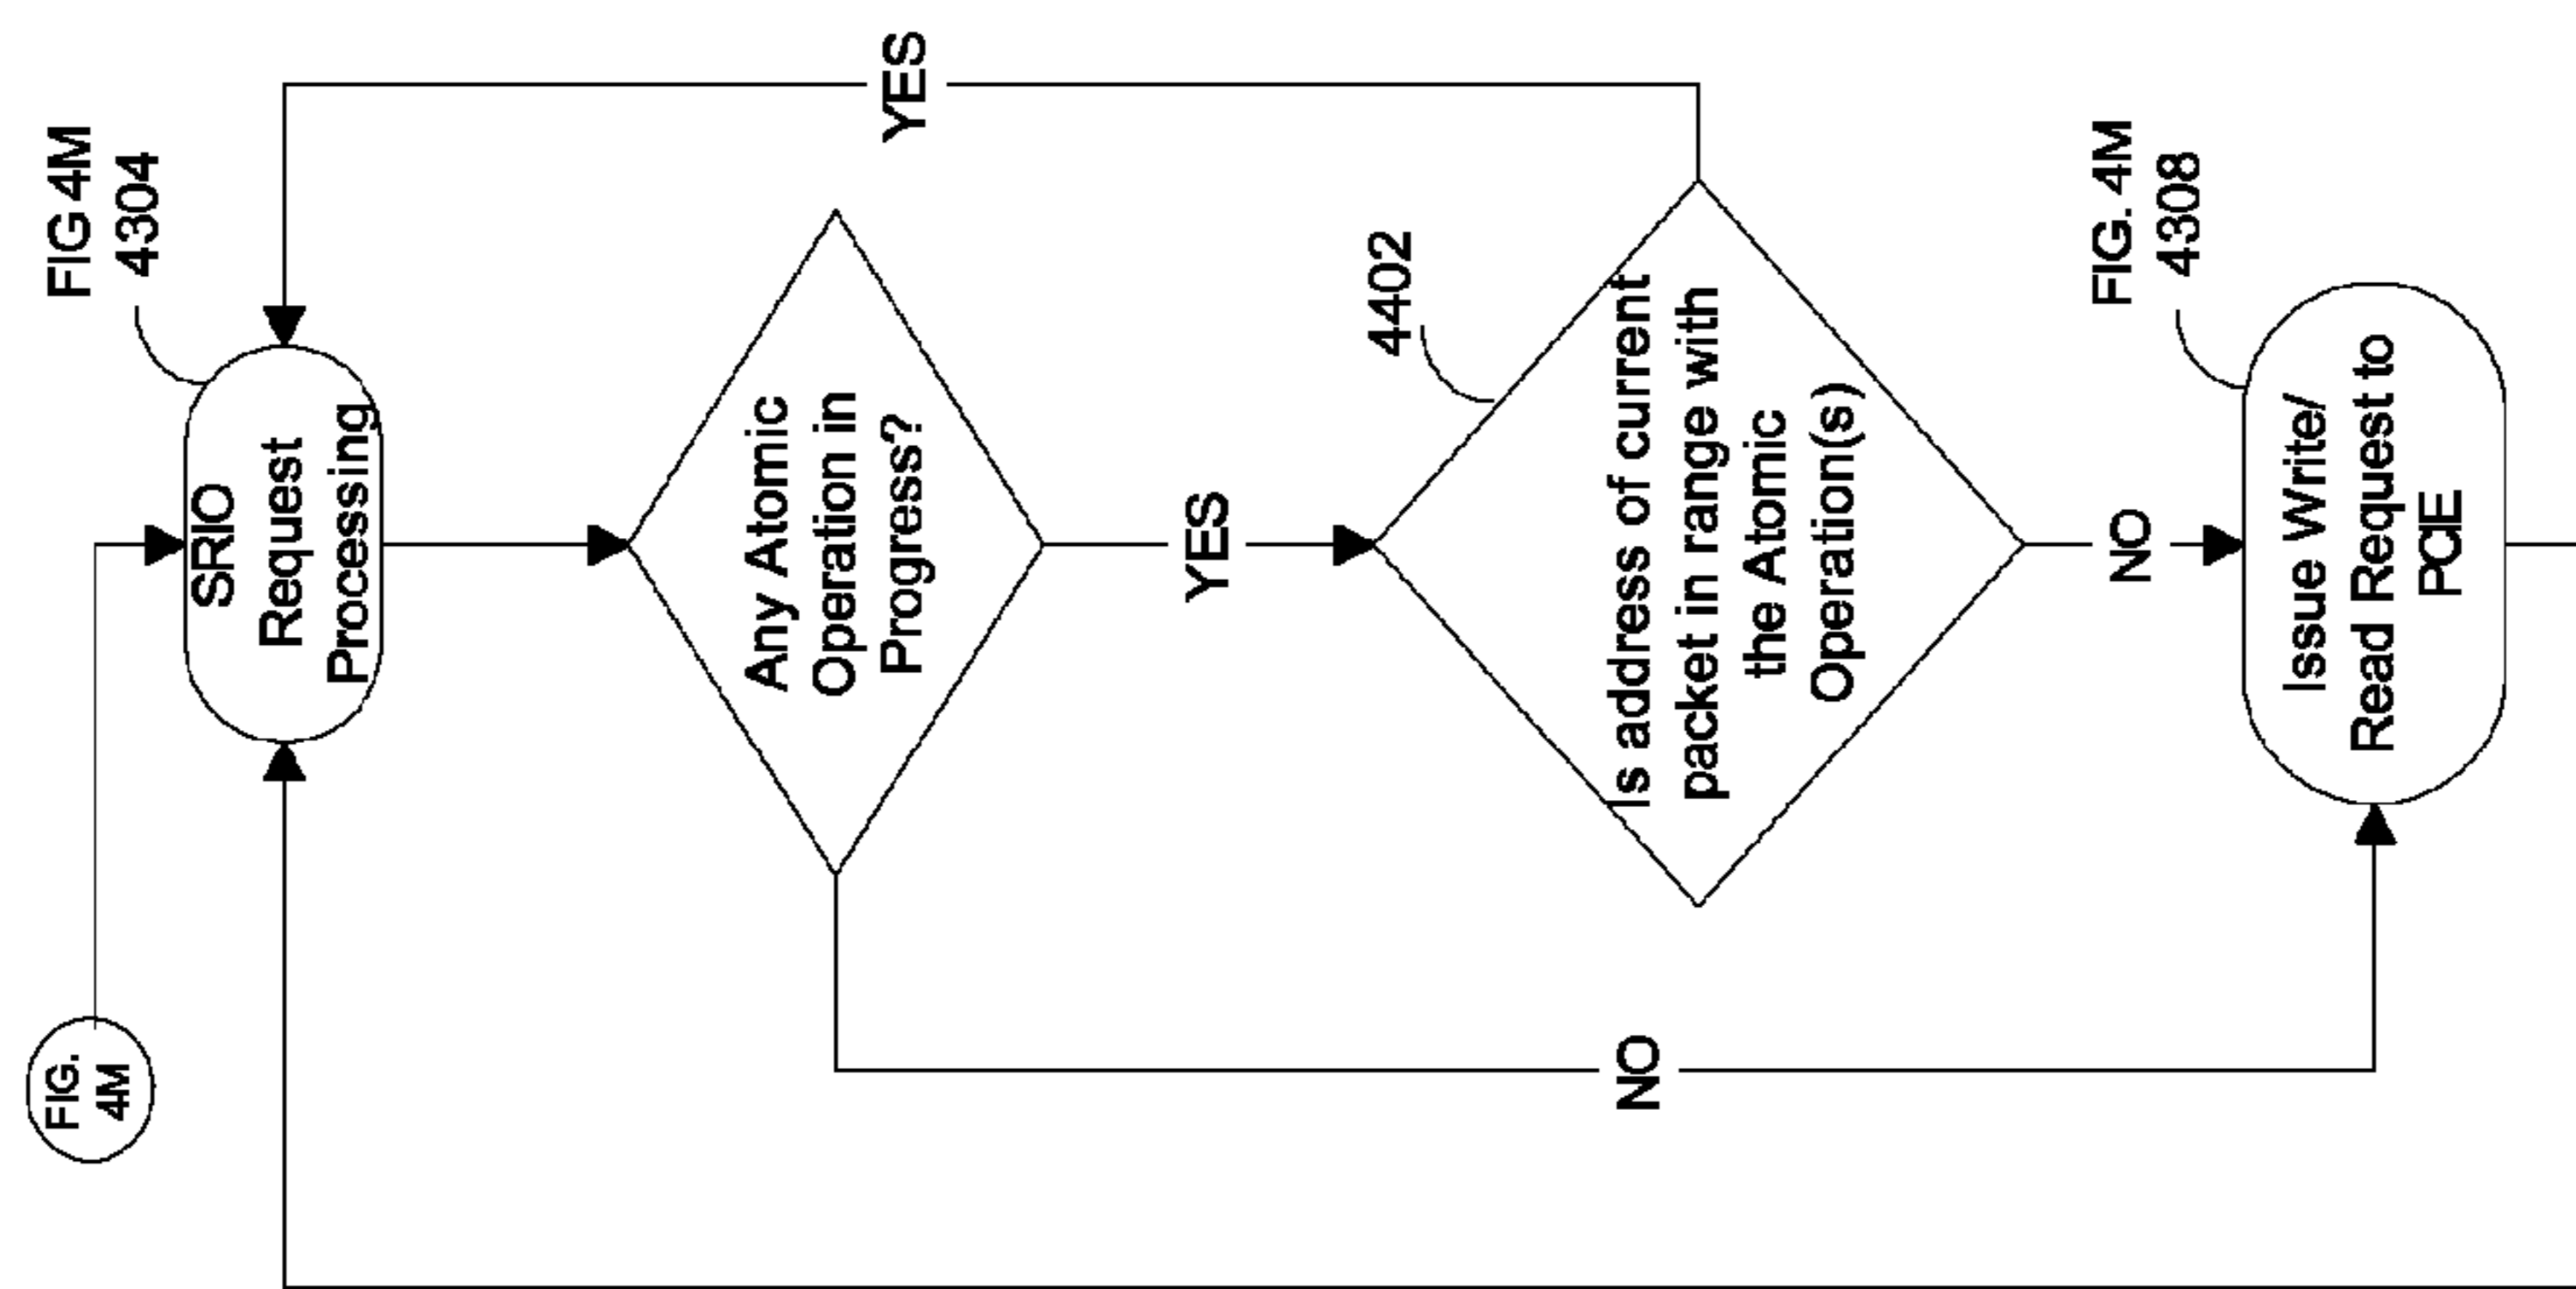 FIG.
4M
FIG 4M
4304
SRIO
Request
Processing
Any Atomic
Operation in
Progress?
YES
YES
4402
Is address of current
packet in range with
the Atomic
Operation(s)
NO
NO
FIG. 4M
4308
Issue Write/
Read Request to
PCIE